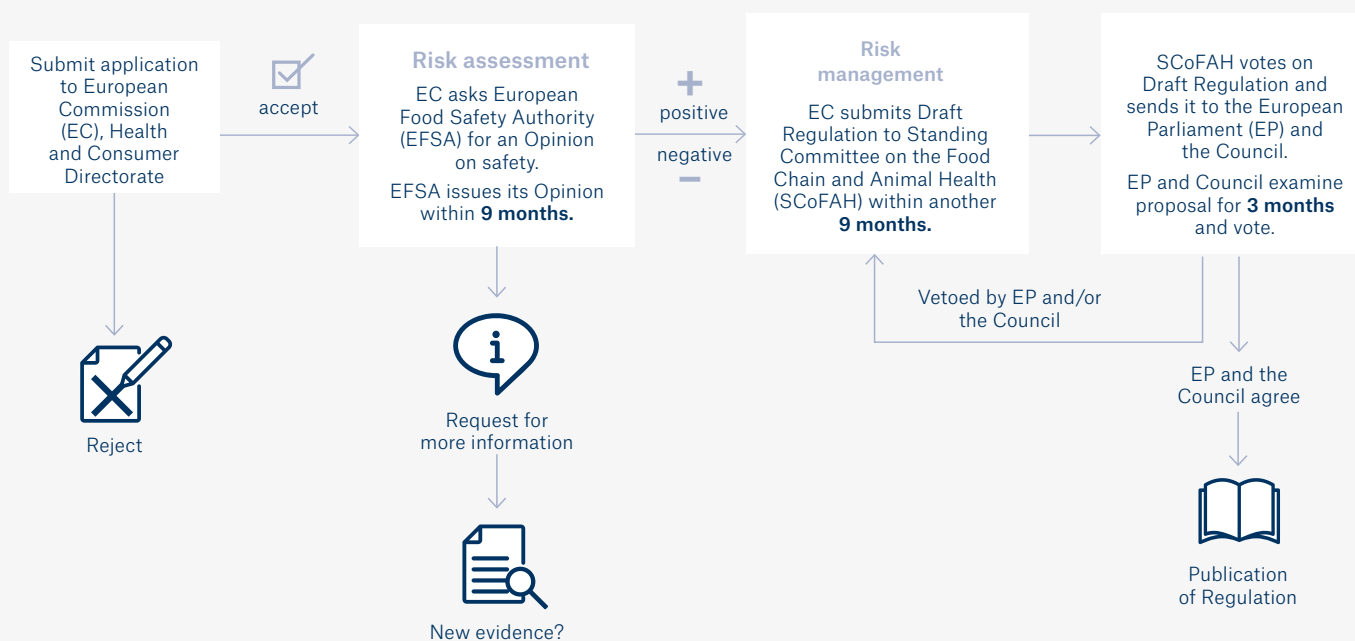 Submit application
to European
Commission
(EC), Health
and Consumer
Directorate
accept
Reject
Risk assessment
EC asks European
Food Safety Authority
(EFSA) for an Opinion
on safety.
EFSA issues its Opinion
within 9 months.
Request for
more information
New evidence?
+
positive
negative
−
Risk
management
EC submits Draft
Regulation to Standing
Committee on the Food
Chain and Animal Health
(SCoFAH) within another
9 months.
SCoFAH votes on
Draft Regulation and
sends it to the European
Parliament (EP) and
the Council.
EP and Council examine
proposal for 3 months
and vote.
Vetoed by EP and/or
the Council
EP and the
Council agree
Publication
of Regulation